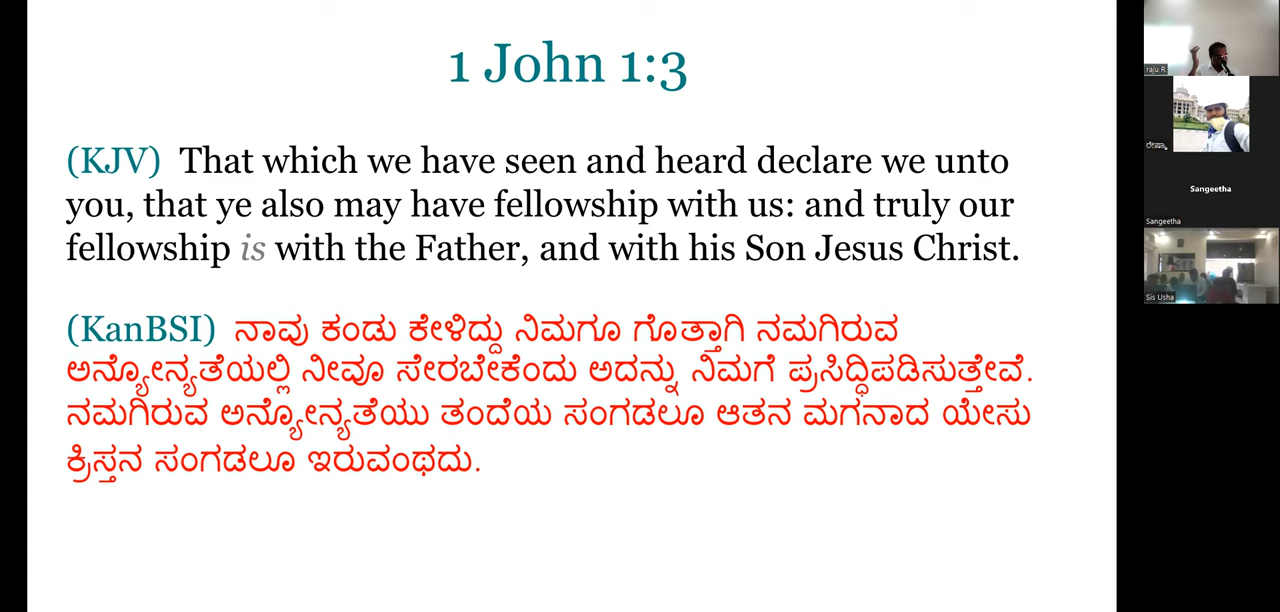 1 John 1:3
(KJV) That which we have seen and heard declare we unto
you, that ye also may have fellowship with us: and truly our
fellowship is with the Father, and with his Son Jesus Christ.
(KanBSI) ನಾವು ಕಂಡು ಕೇಳಿದ್ದು ನಿಮಗೂ ಗೊತ್ತಾಗಿ ನಮಗಿರುವ
ಅನ್ಯೋನ್ಯತೆಯಲ್ಲಿ ನೀವೂ ಸೇರಬೇಕೆಂದು ಅದನ್ನು ನಿಮಗೆ ಪ್ರಸಿದ್ಧಿಪಡಿಸುತ್ತೇವೆ.
ನಮಗಿರುವ ಅನ್ಯೋನ್ಯತೆಯು ತಂದೆಯ ಸಂಗಡಲೂ ಆತನ ಮಗನಾದ ಯೇಸು
ಕ್ರಿಸ್ತನ ಸಂಗಡಲೂ ಇರುವಂಥದು.
raju R
Sangeetha
Sangeetha
Sis Usha